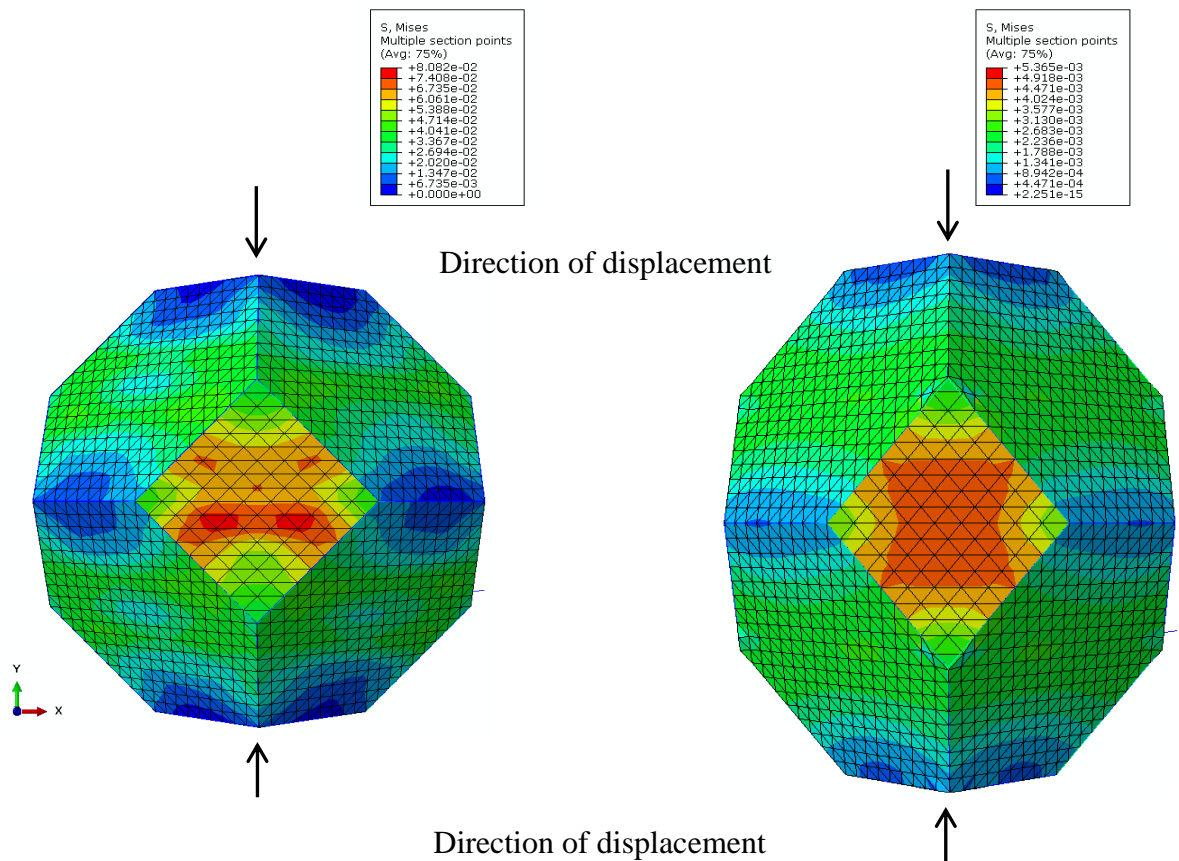 S, Mises
Multiple section points
(Avg: 75%)
+8.082e-02
+7.408e-02
+6.735e-02
+6.061e-02
+5.388e-02
+4.714e-02
+4.041e-02
+3.367e-02
+2.694e-02
+2.020e-02
+1.347e-02
+6.735e-03
+0.000e+00
S, Mises
Multiple section points
(Avg: 75%)
+5.365e-03
+4.918e-03
+4.471e-03
+4.024e-03
+3.577e-03
+3.130e-03
+2.683e-03
+2.236e-03
+1.788e-03
+1.341e-03
+8.942e-04
+4.471e-04
+2.251e-15
Direction of displacement
Y
X
Direction of displacement